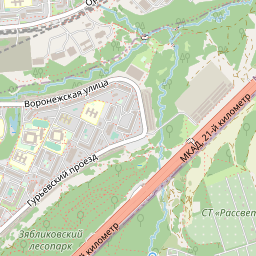 Воронежская улица
МКАД, 21-й километр
Гурьевский проезд
СТ «Рассвет
Зябликовский
лесопарк
й километр